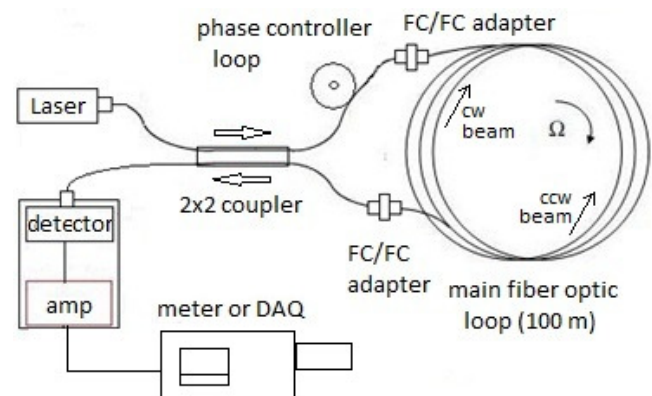 FC/FC adapter
phase controller
loop
Laser
cw
beam
Ω
ccw
beam
2x2 coupler
detector
FC/FC
adapter
amp
meter or DAQ
main fiber optic
loop (100 m)